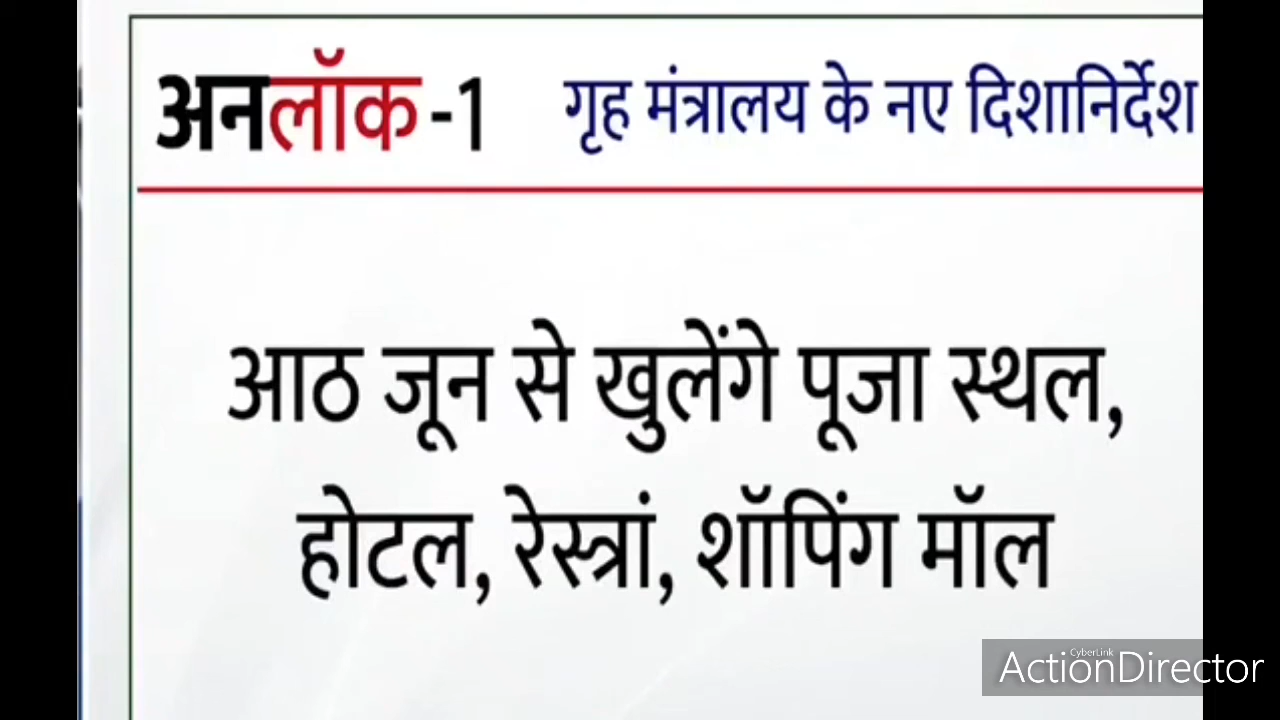 अनलॉक-1 गृह मंत्रालय के नए दिशानिर्देश
आठ जून से खुलेंगे पूजा स्थल,
होटल, रेस्त्रां, शॉपिंग मॉल
CyberLink
ActionDirector